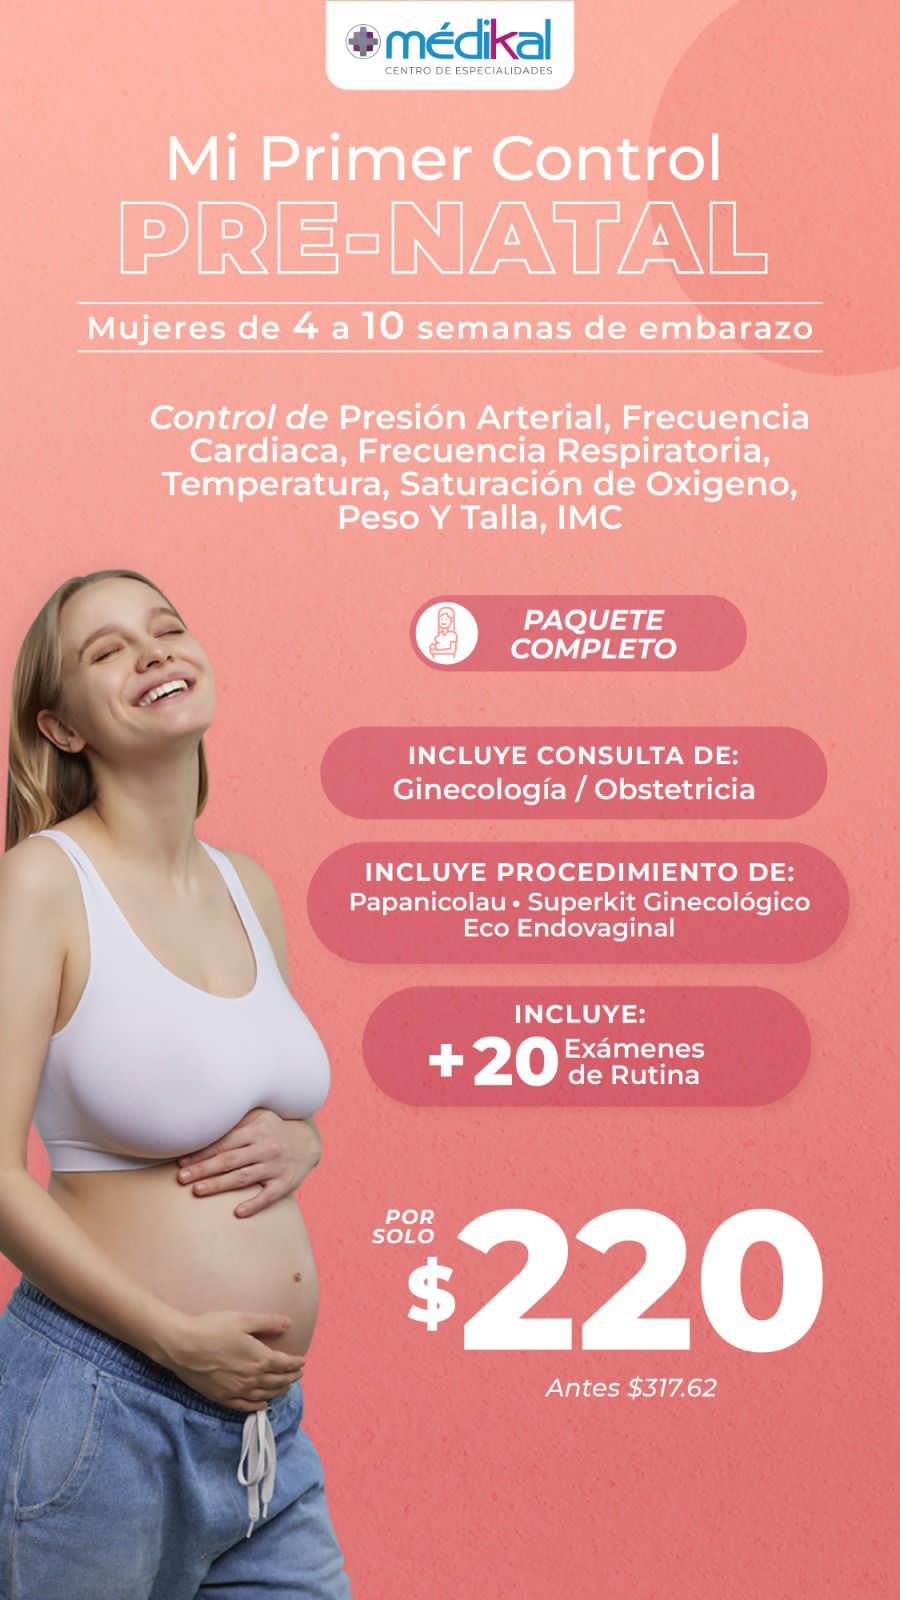 médikal
CENTRO DE ESPECIALIDADES
Mi Primer Control
PRE-NATAL
Mujeres de 4 a 10 semanas de embarazo
Control de Presión Arterial, Frecuencia
Cardiaca, Frecuencia Respiratoria,
Temperatura, Saturación de Oxigeno,
Peso Y Talla, IMC
PAQUETE
COMPLETO
INCLUYE CONSULTA DE:
Ginecología / Obstetricia
INCLUYE PROCEDIMIENTO DE:
Papanicolau • Superkit Ginecológico
Eco Endovaginal
INCLUYE:
+20 Exámenes
de Rutina
POR
SOLO
$220
Antes $317.62